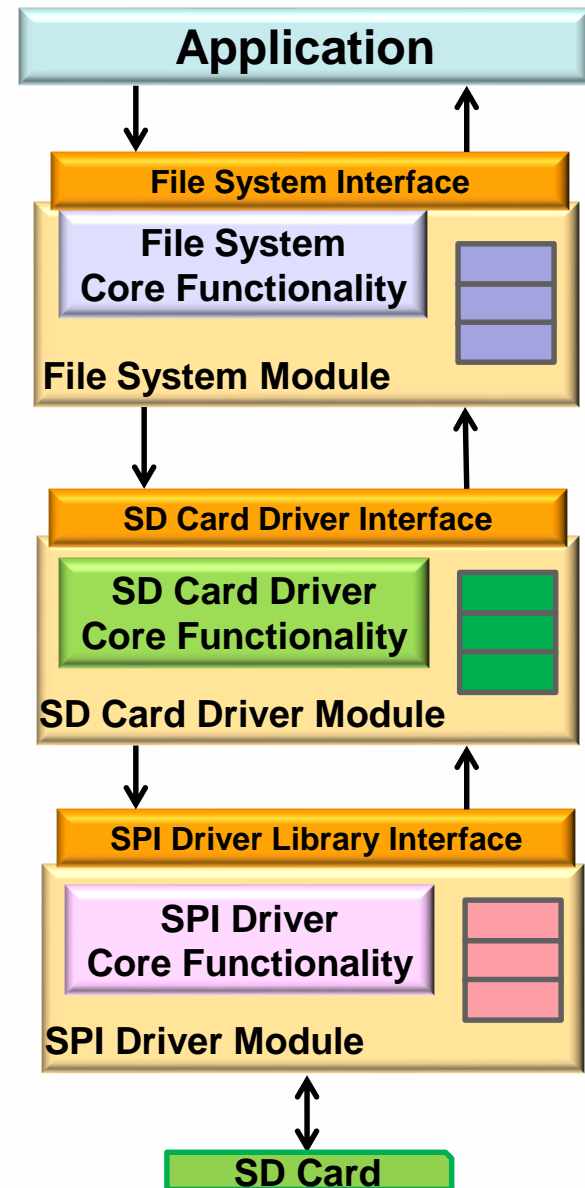 Application
File System Interface
File System
Core Functionality
File System Module
SD Card Driver Interface
SD Card Driver
Core Functionality
SD Card Driver Module
SPI Driver Library Interface
SPI Driver
Core Functionality
SPI Driver Module
SD Card